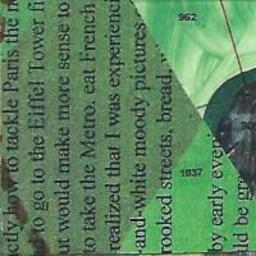 how to tackle Paris. the
to go to the Eiffel Tower fi
ut would make more sense to
to take the Metro. eat French
realized that I was experienc
-and-white moody pictures
rooked streets, bread
by early even
ld be gr
962
1037